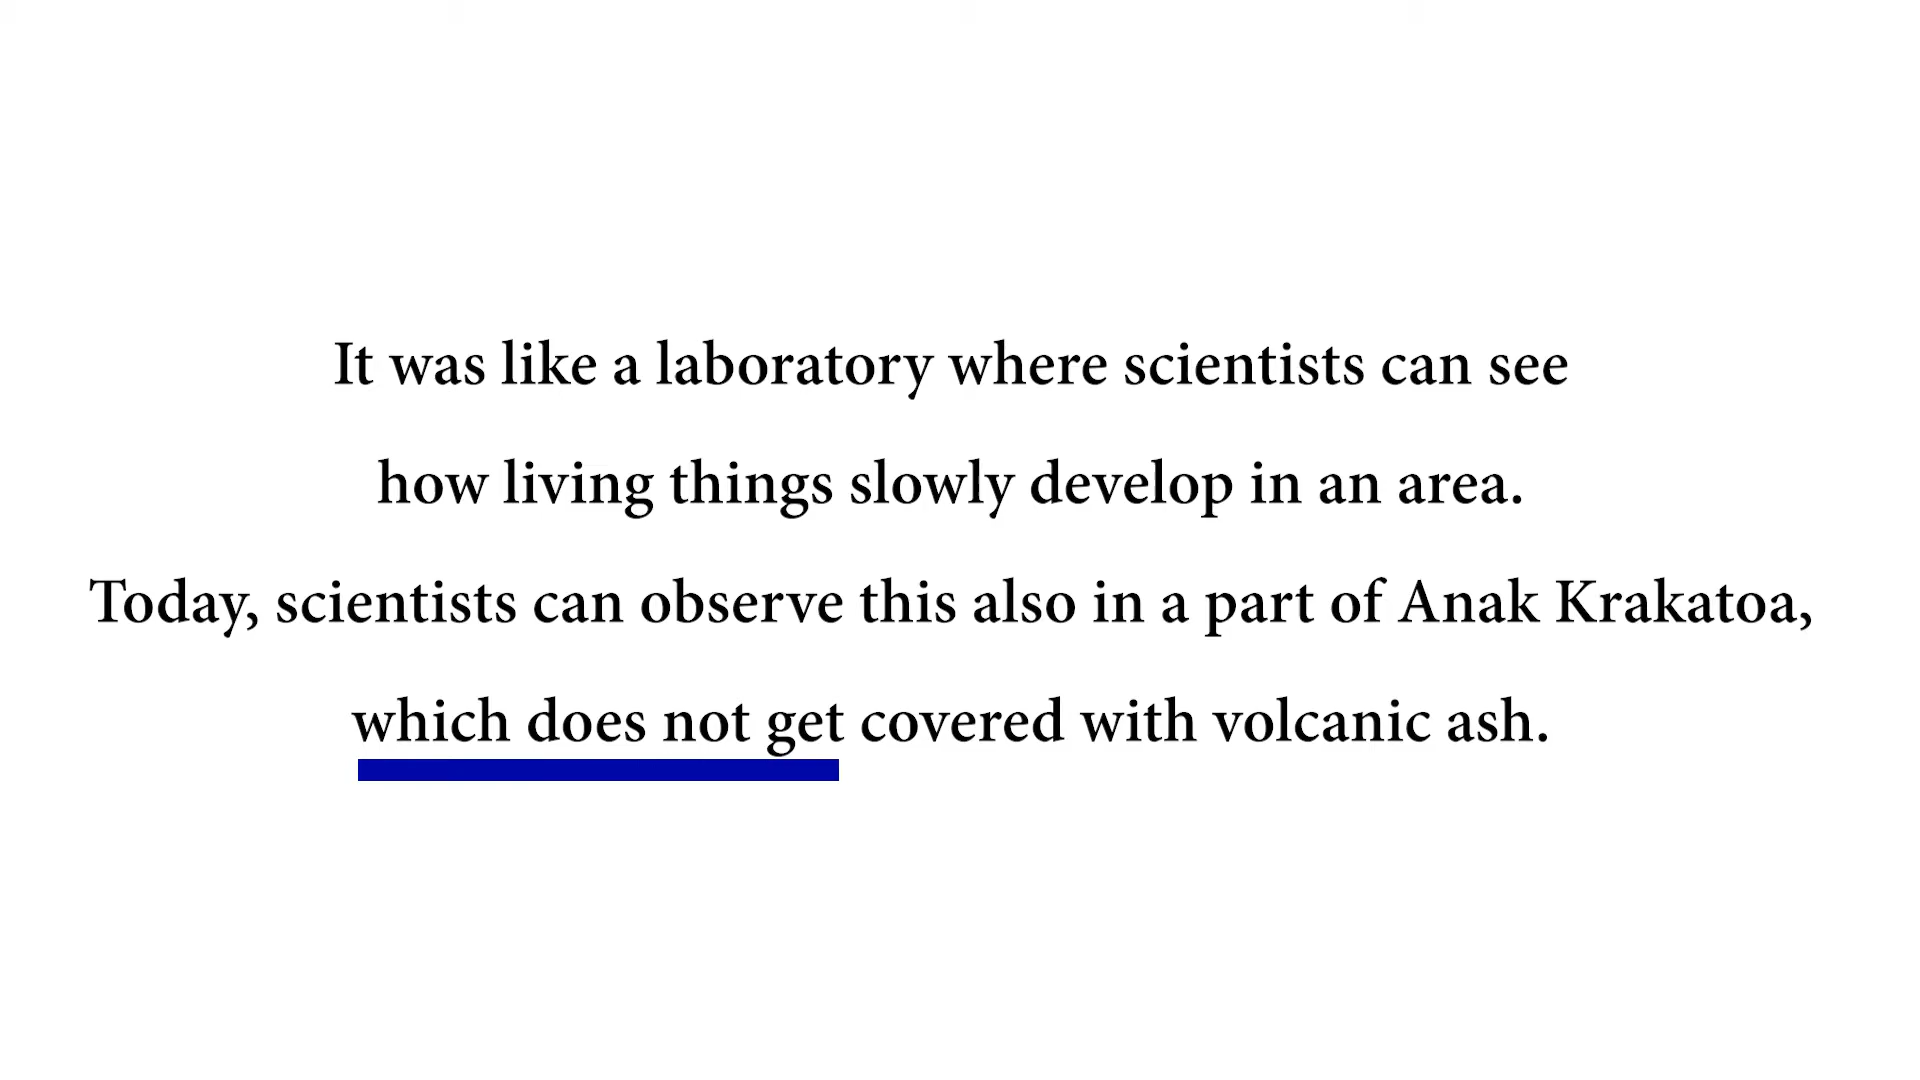 It was like a laboratory where scientists can see
how living things slowly develop in an area.
Today, scientists can observe this also in a part of Anak Krakatoa,
which does not get covered with volcanic ash.